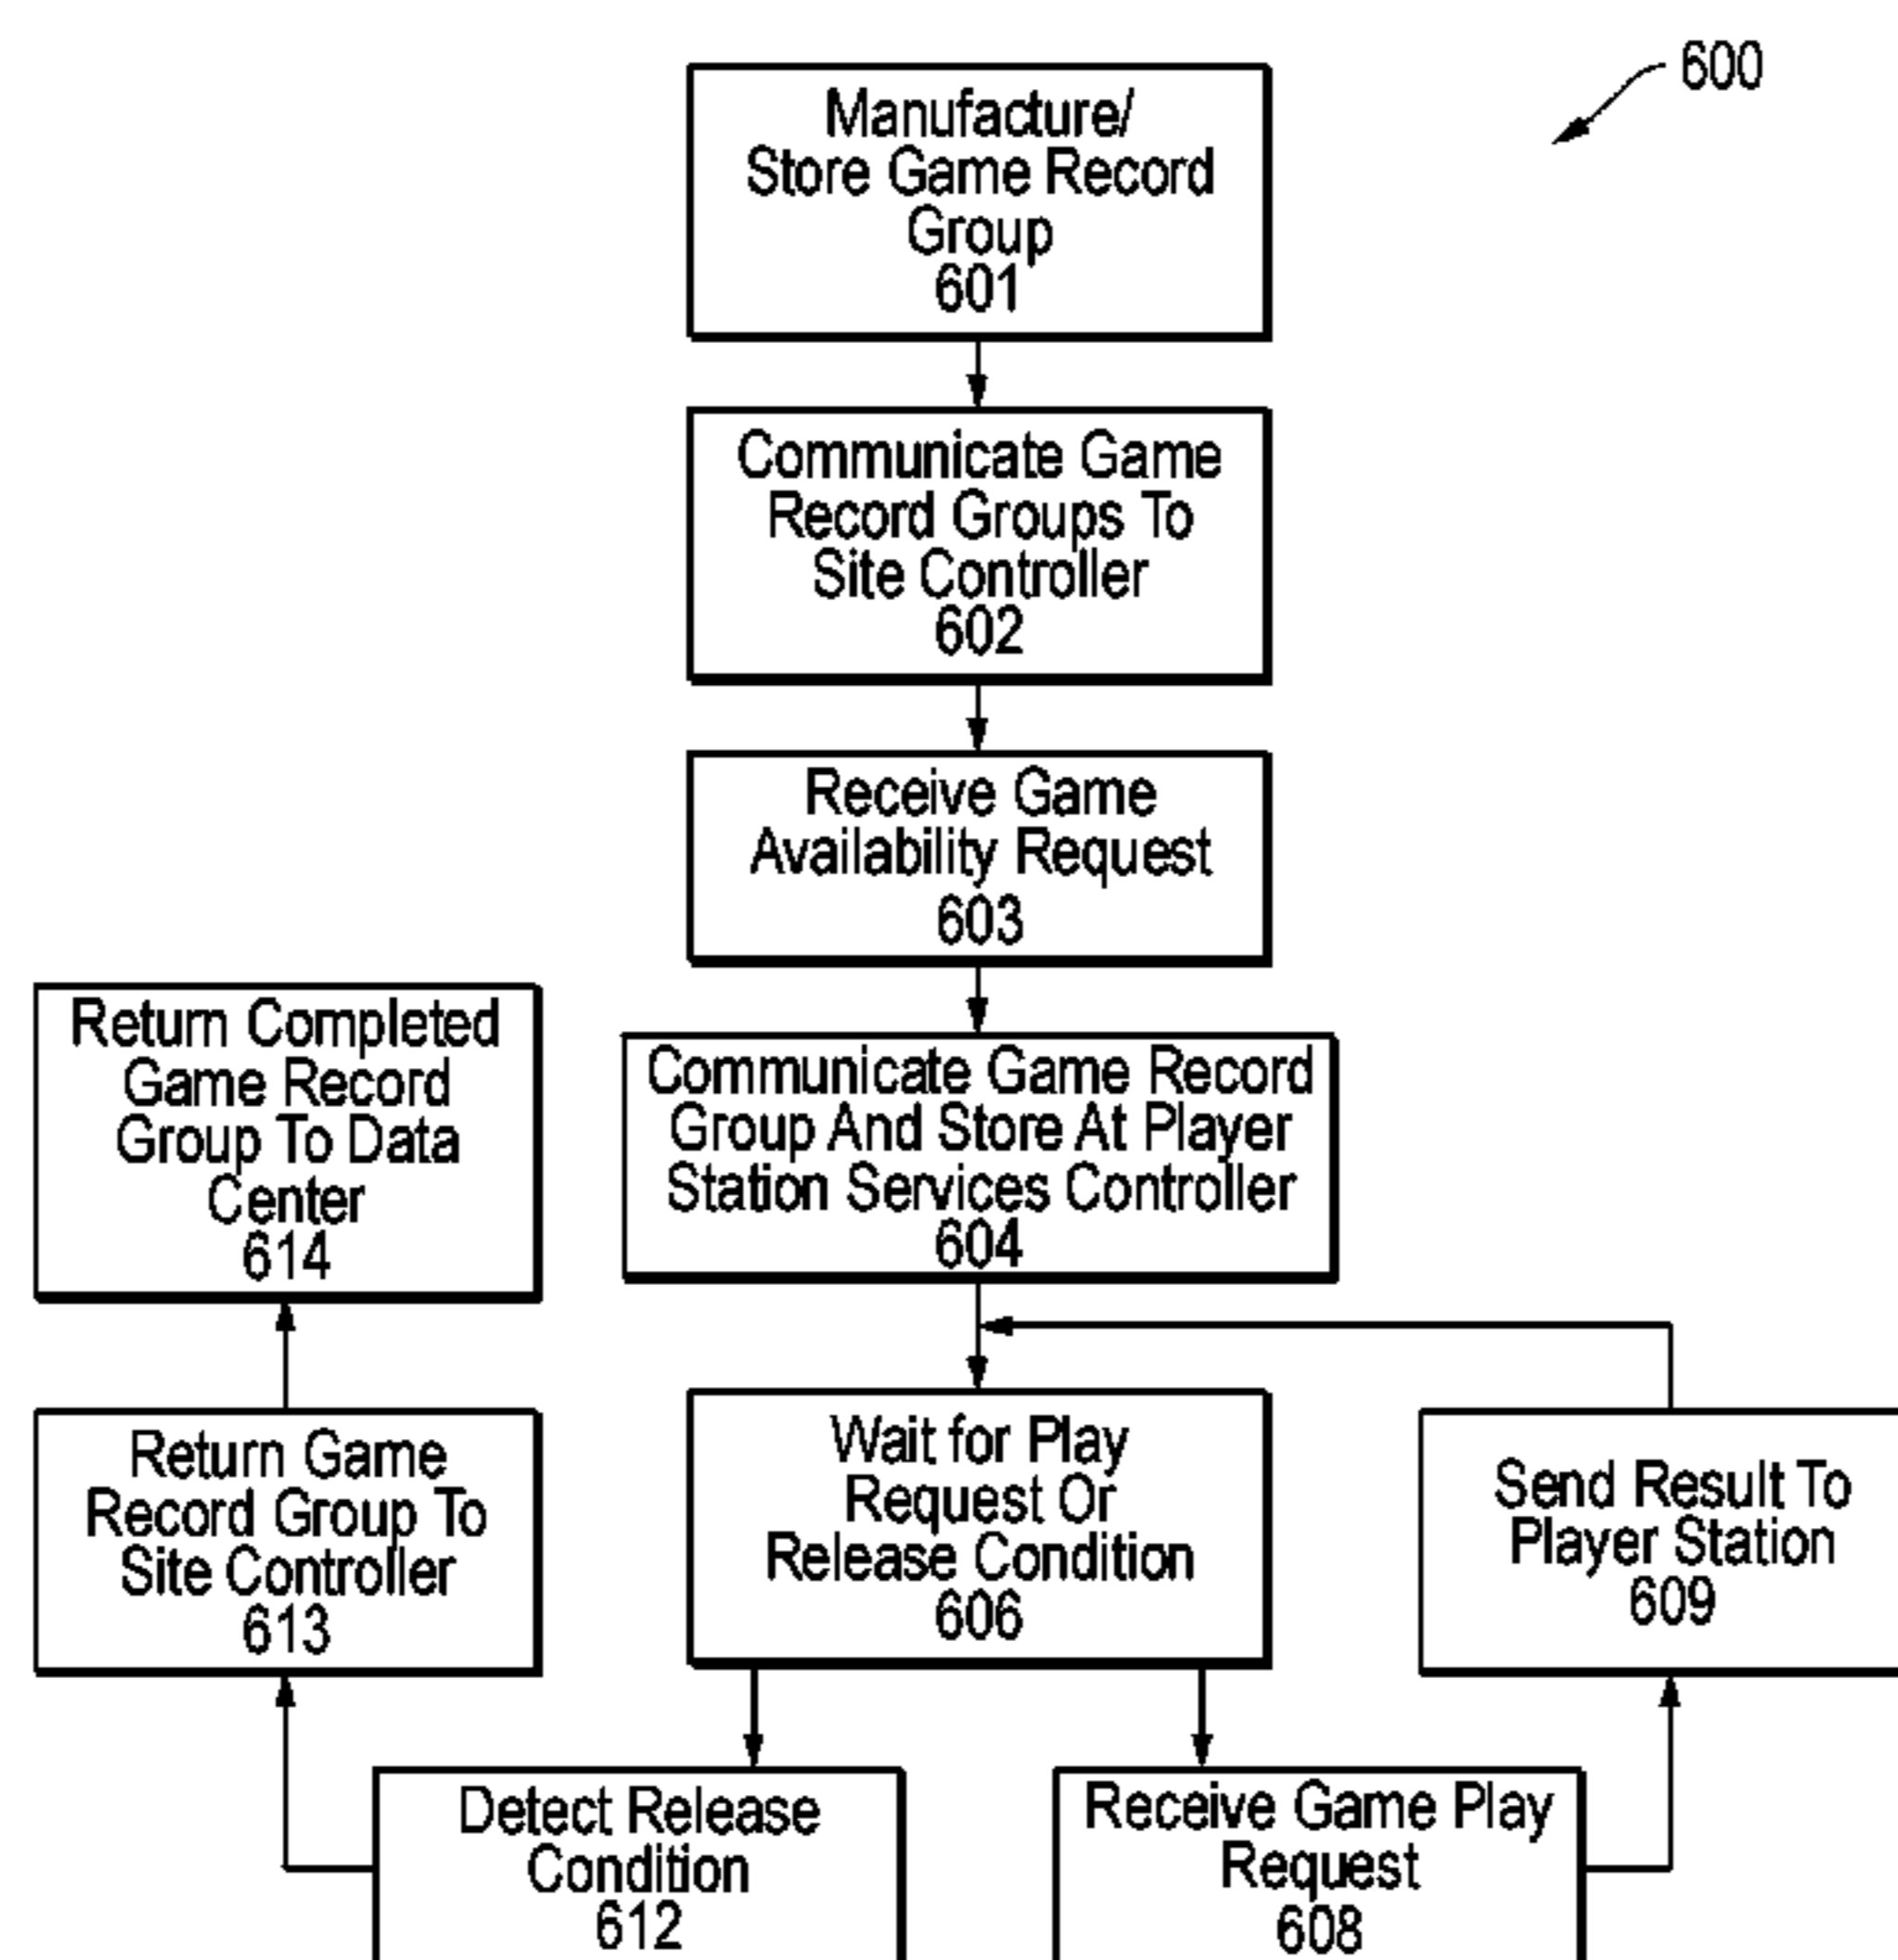 600
Manufacture/
Store Game Record
Group
601
Communicate Game
Record Groups To
Site Controller
602
Receive Game
Availability Request
603
Return Completed
Game Record
Group To Data
Center
614
Communicate Game Record
Group And Store At Player
Station Services Controller
604
Return Game
Record Group To
Site Controller
613
Wait for Play
Request Or
Release Condition
606
Send Result To
Player Station
609
Detect Release
Condition
612
Receive Game Play
Request
608